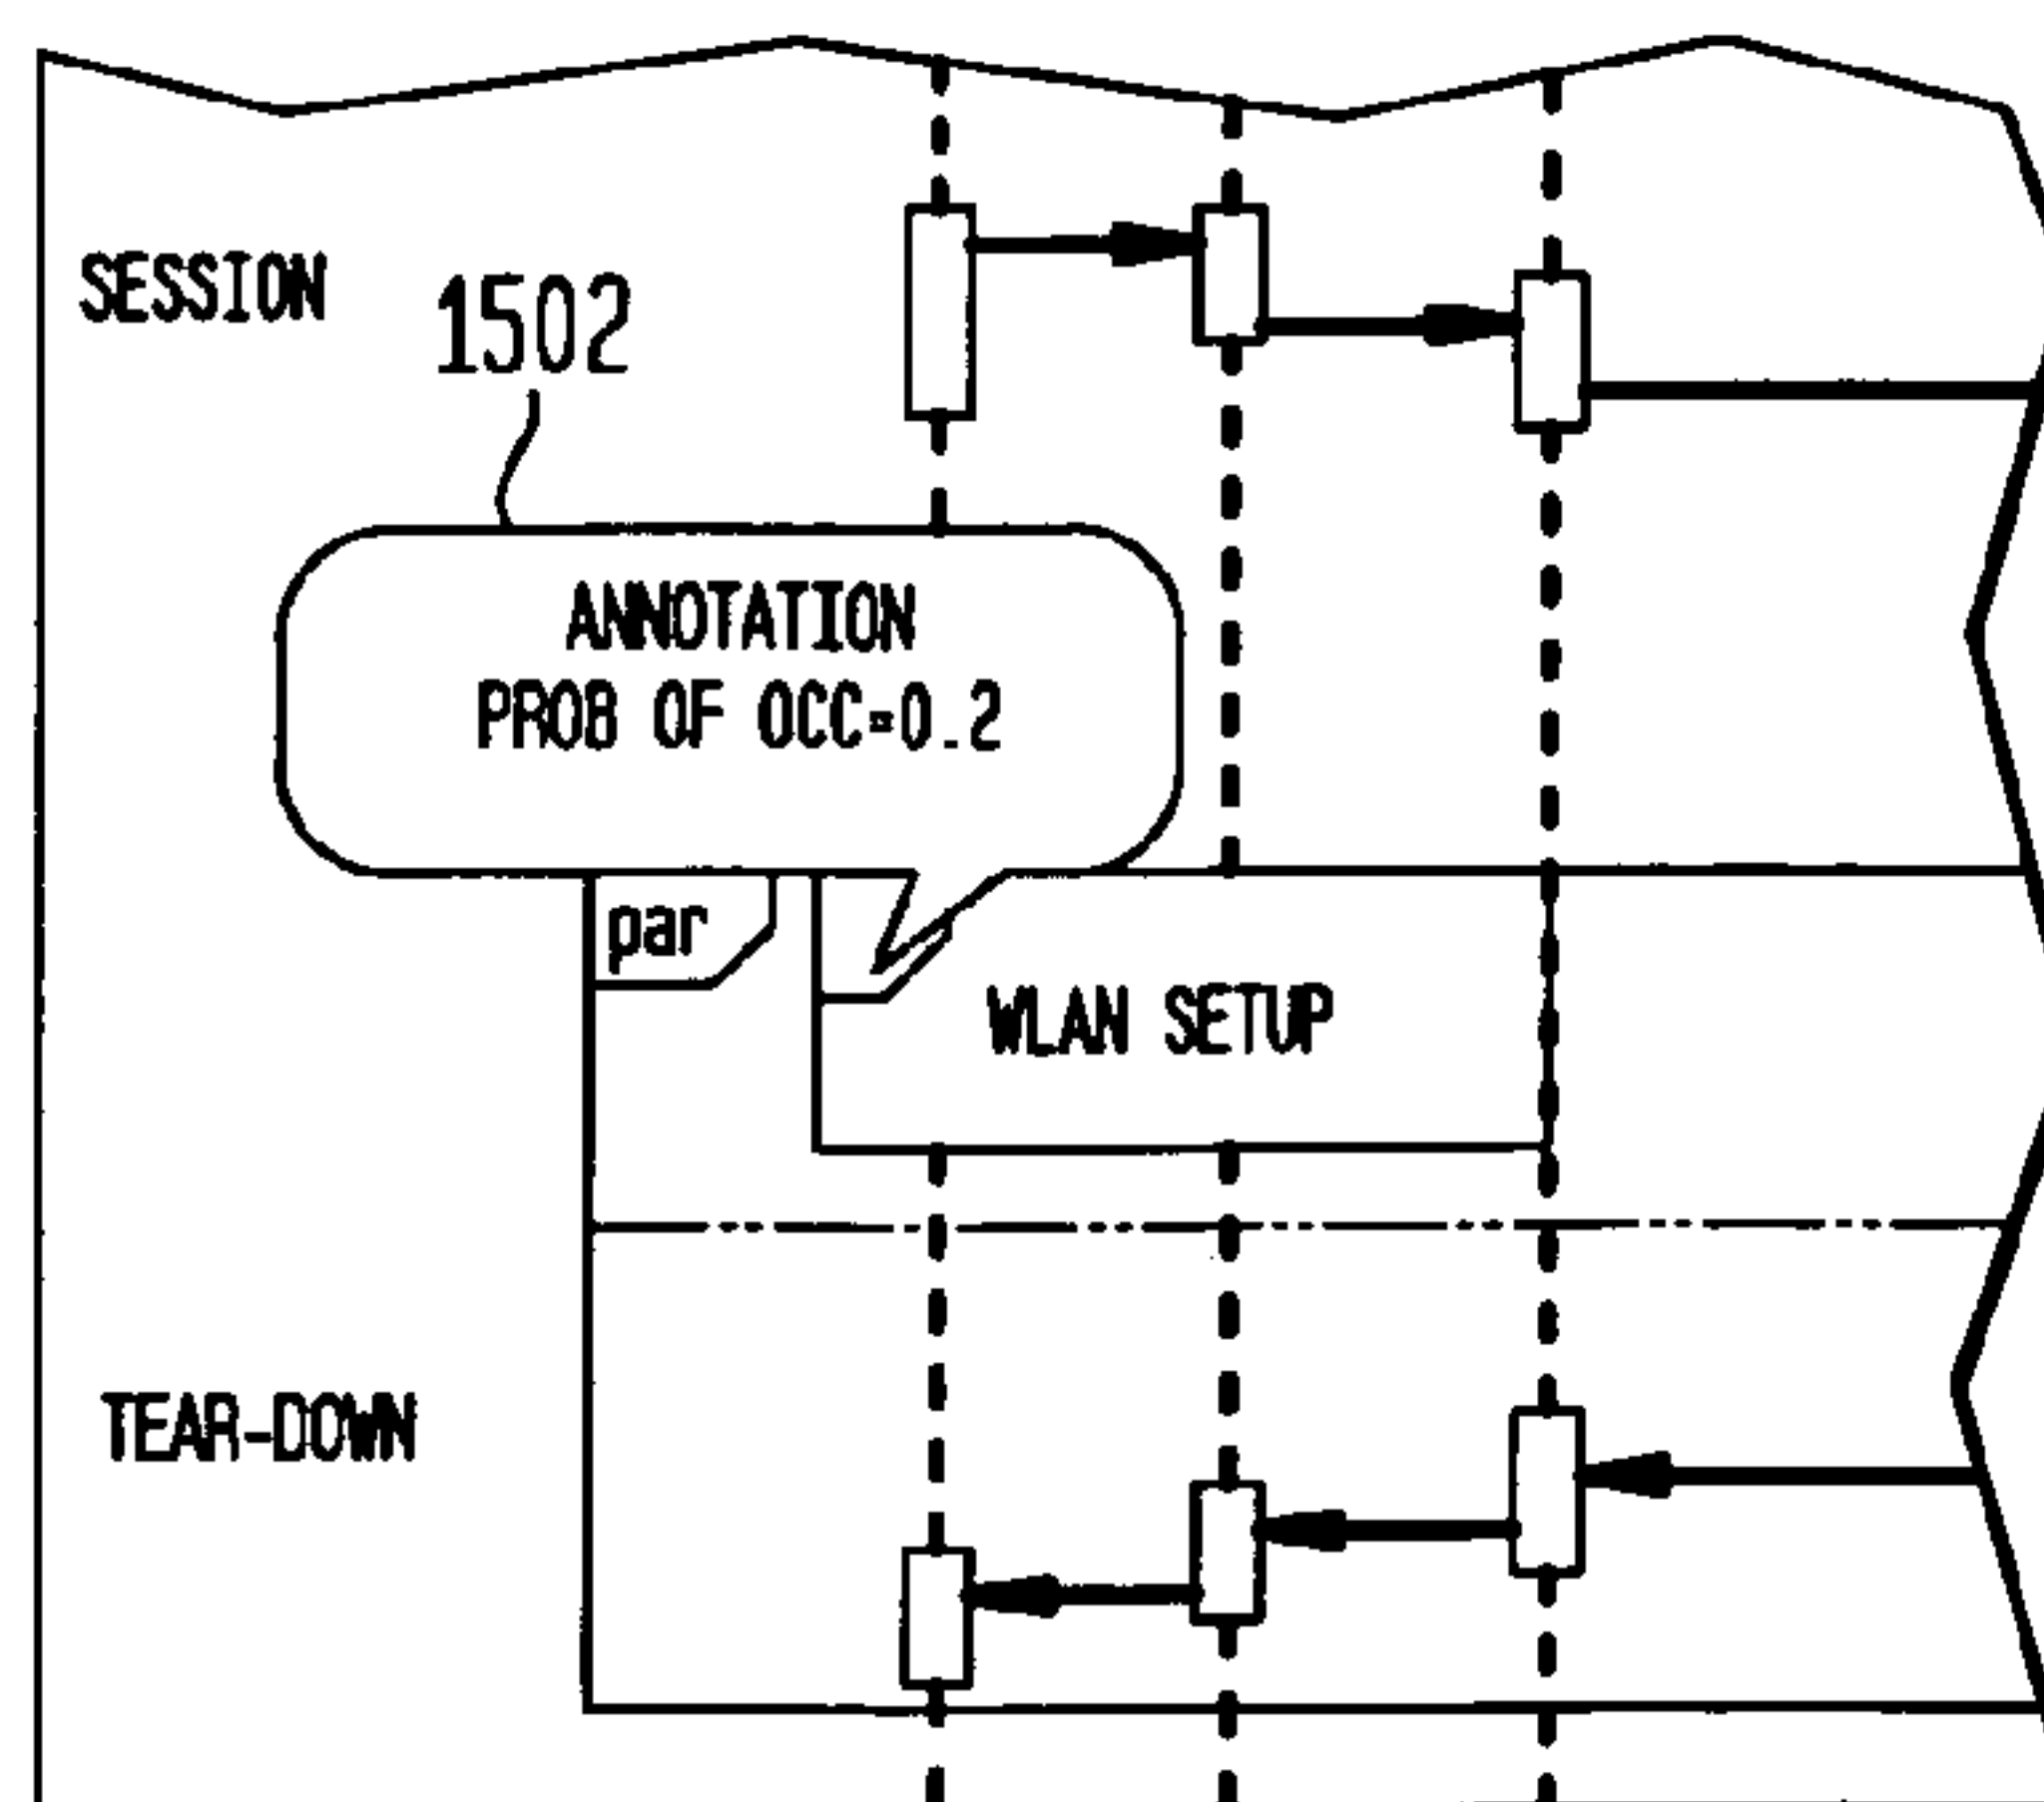 SESSION
1502
ANNOTATION
PROB OF OCC=0.2
par
WLAN SETUP
TEAR-DOWN